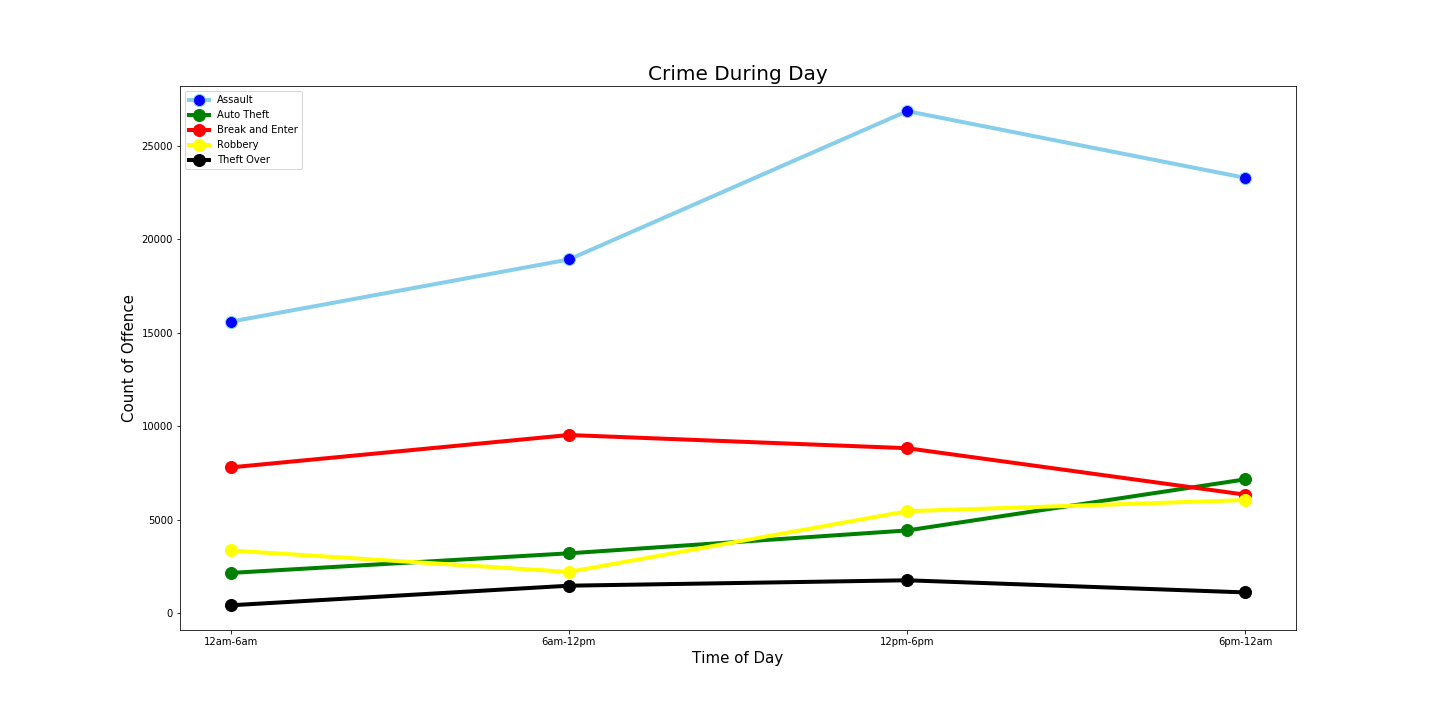 Crime During Day
Assault
Auto Theft
Break and Enter
Robbery
Theft Over
25000
20000
15000
10000
5000
0
Count of Offence
12am-6am
6am-12pm
12pm-6pm
6pm-12am
Time of Day